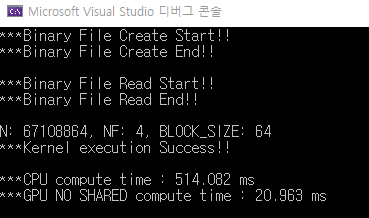 Microsoft Visual Studio 디버그 콘솔
***Binary File Create Start!!
***Binary File Create End!!
***Binary File Read Start!!
***Binary File Read End!!
N: 67108864, NF: 4, BLOCK_SIZE: 64
***Kernel execution Success!!
***CPU compute time : 514.082 ms
***GPU NO SHARED compute time : 20.963 ms